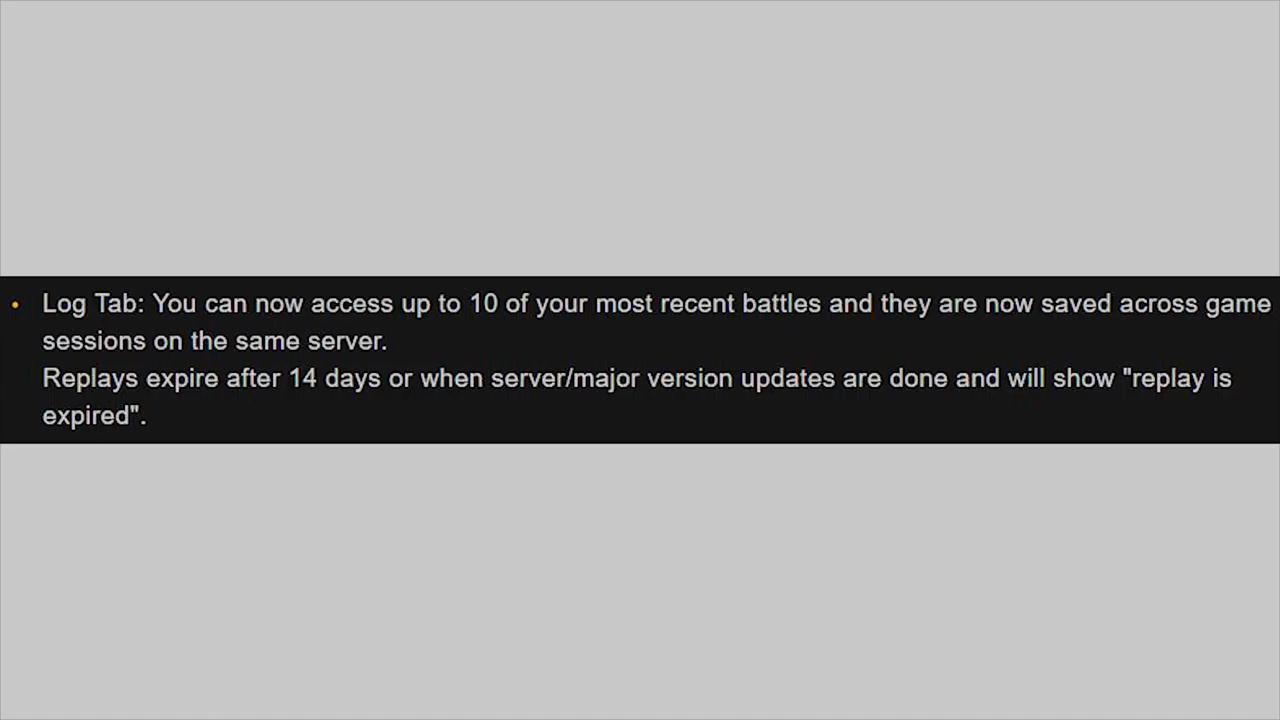 • Log Tab: You can now access up to 10 of your most recent battles and they are now saved across game
sessions on the same server.
Replays expire after 14 days or when server/major version updates are done and will show "replay is
expired".